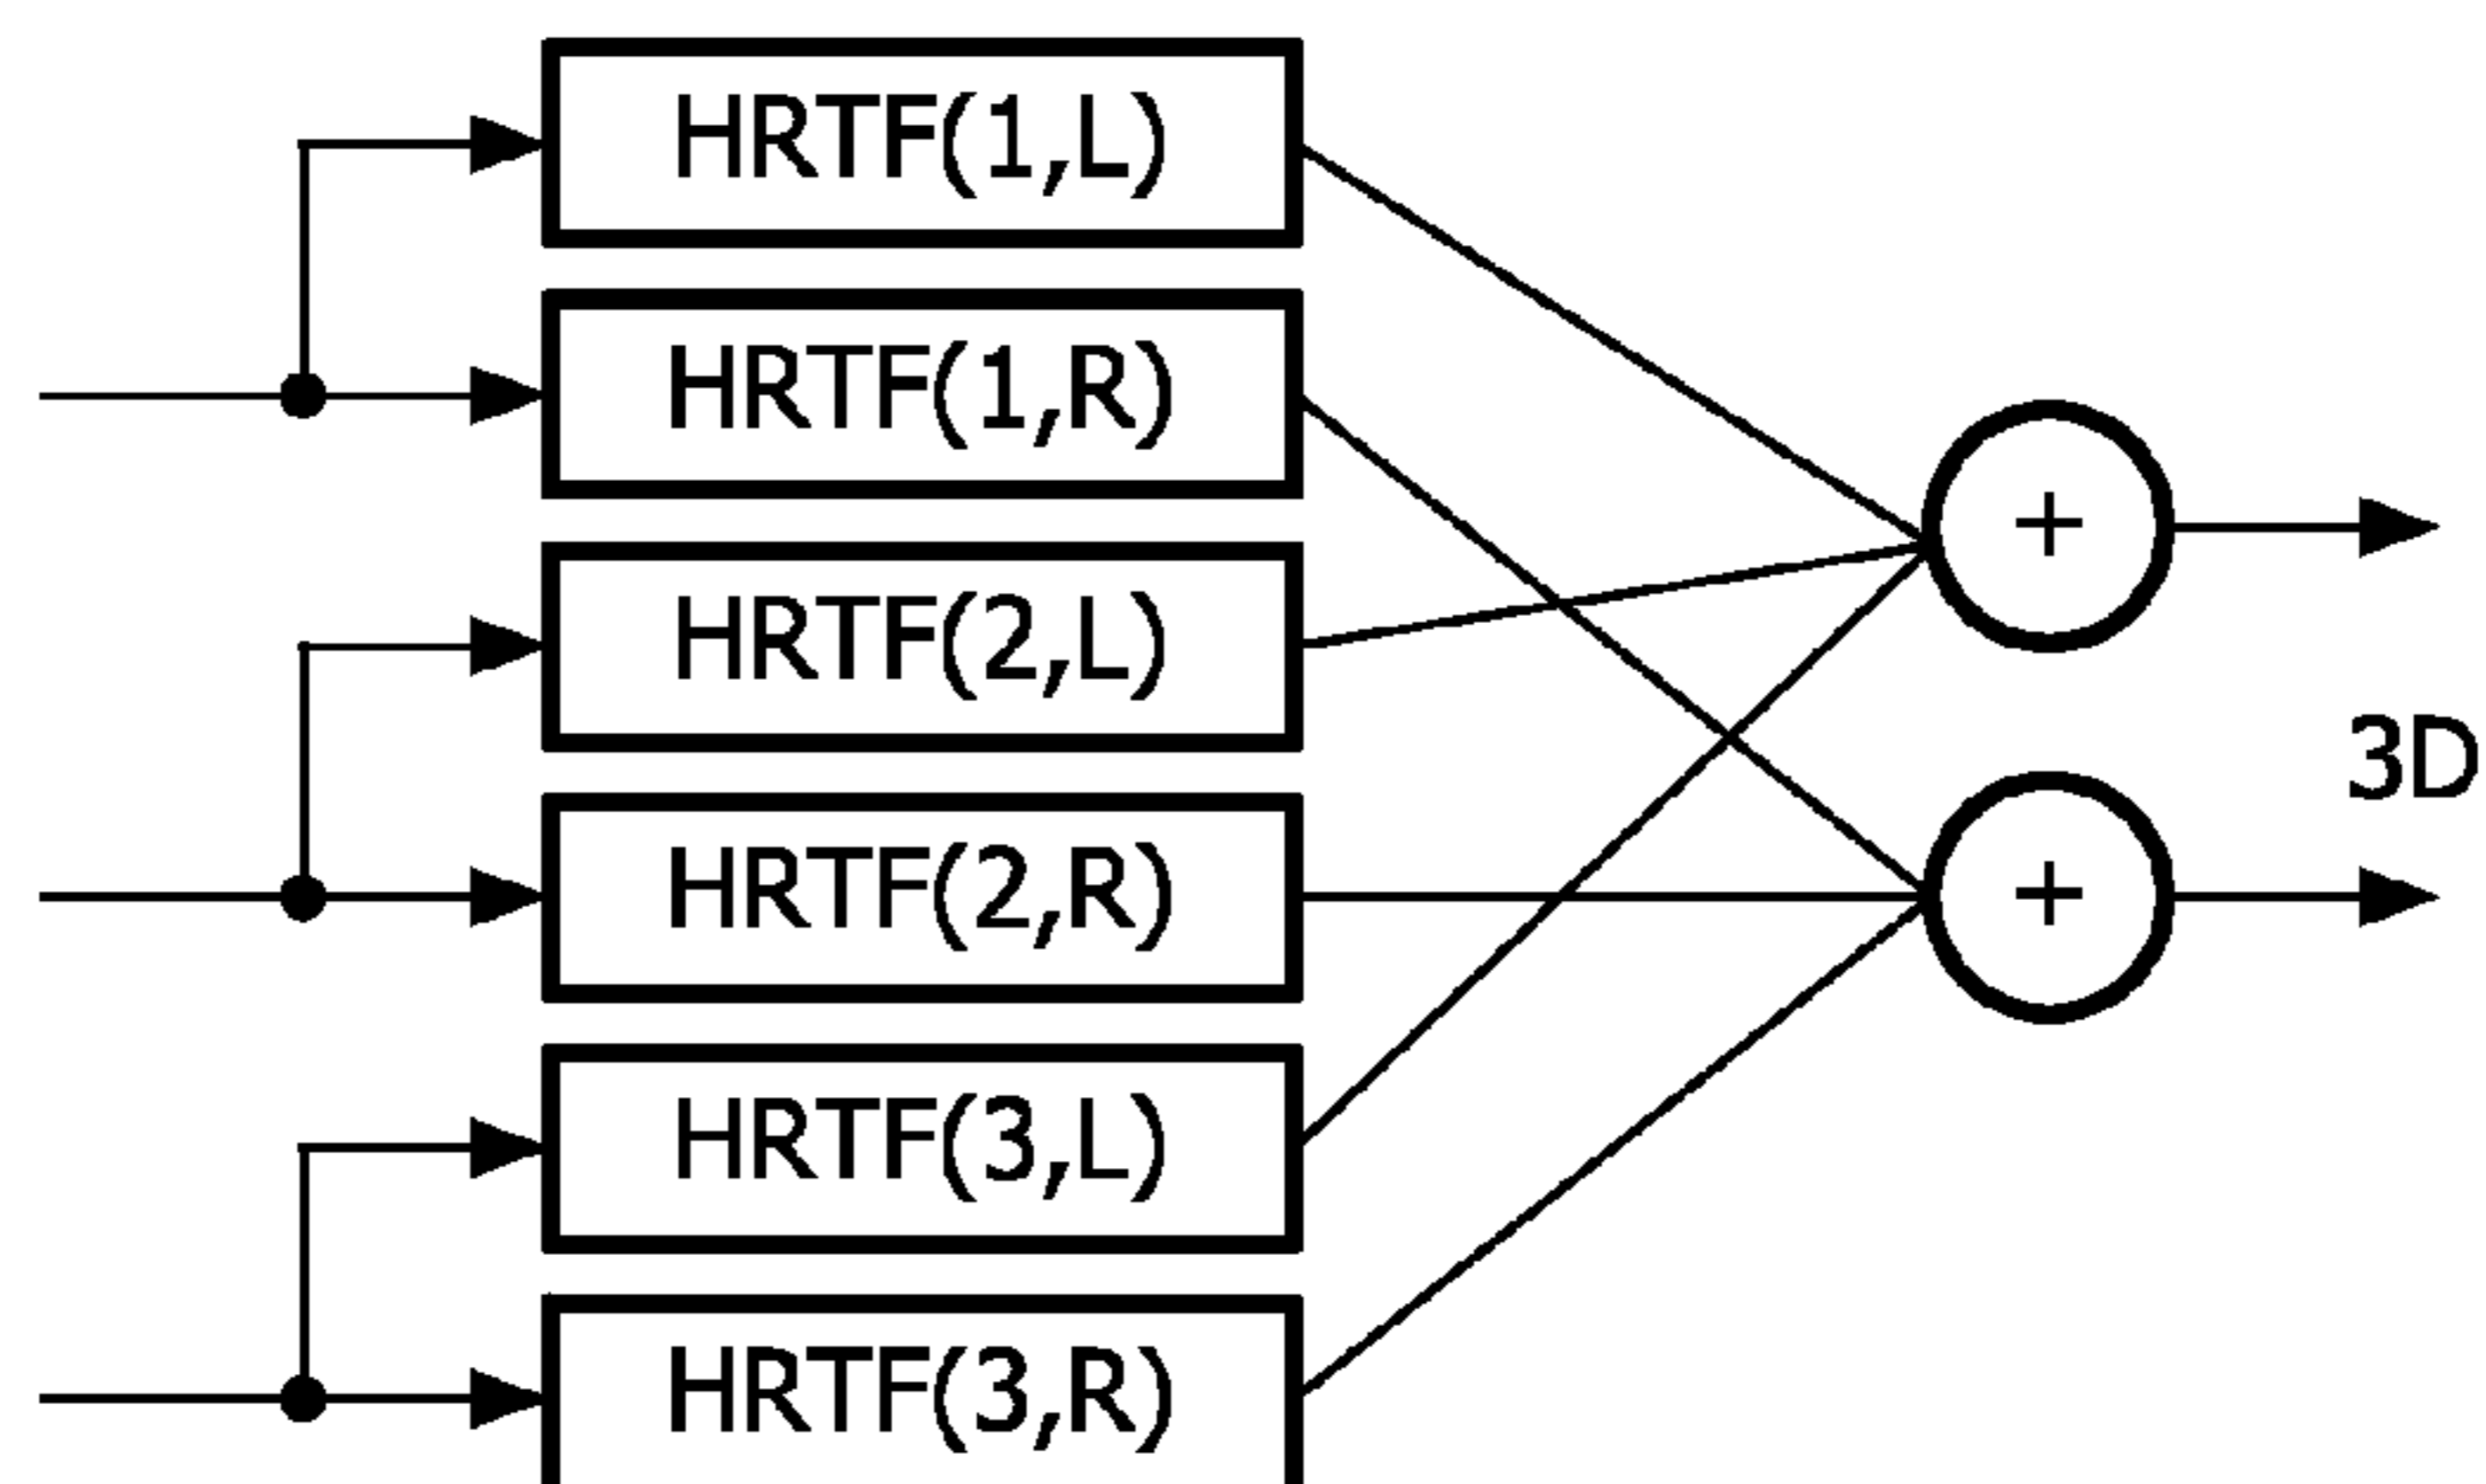 HRTF(1,L)
HRTF(1,R)
+
HRTF(2,L)
3D
HRTF(2,R)
+
HRTF(3,L)
HRTF(3,R)